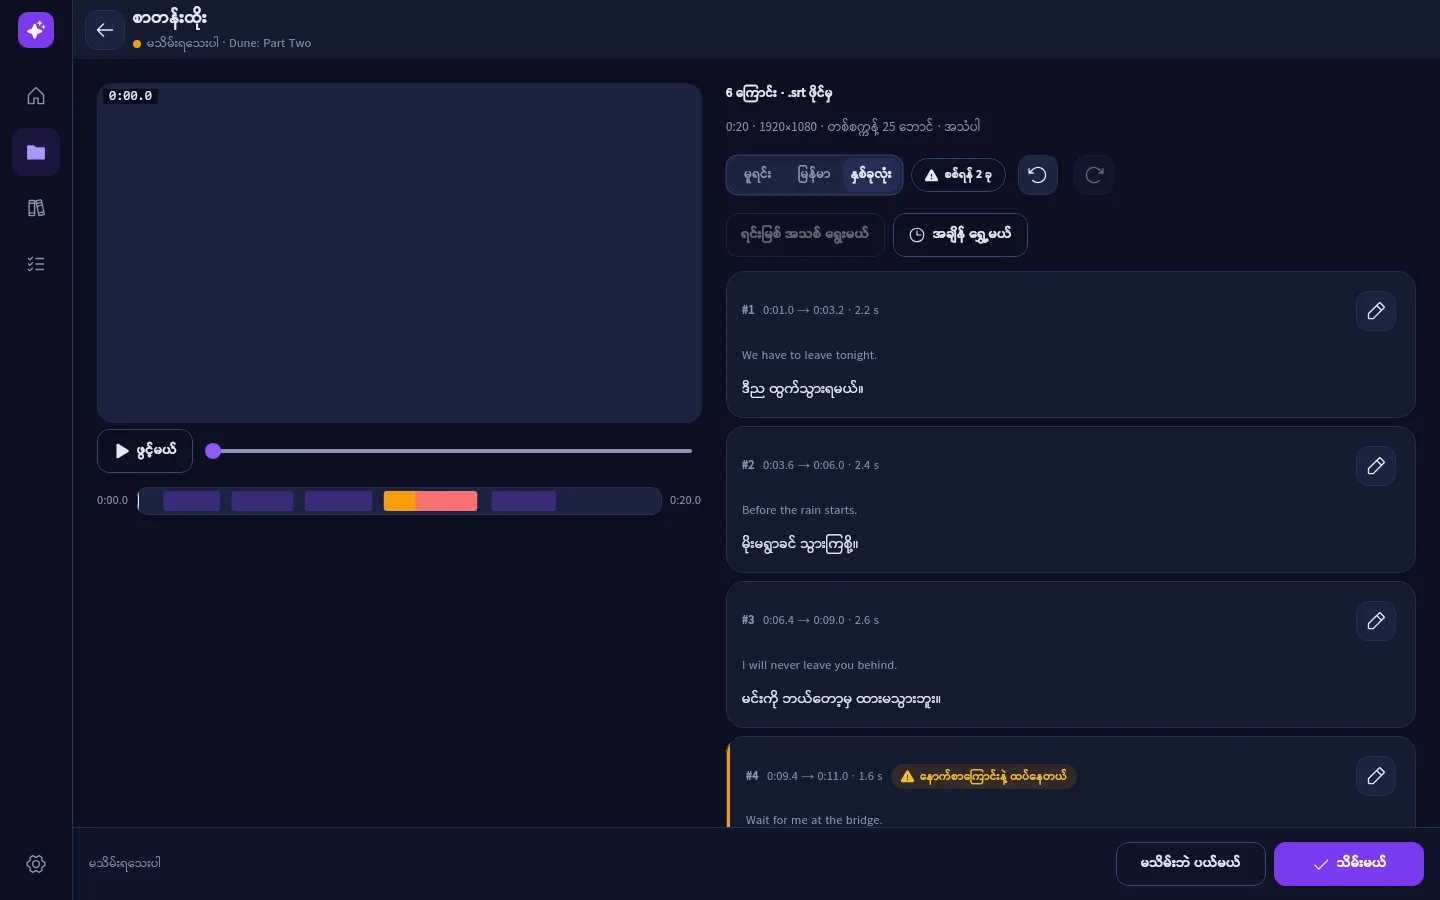 စာတန်းထိုး
မသိမ်းရသေးပါ · Dune: Part Two
0:00.0
ဖွင့်မယ်
0:00.0
0:20.0
6 ကြောင်း - .srt ဖိုင်မှ
0:20 · 1920×1080 · တစ်စက္ကန့် 25 ဘောင် · အသံပါ
မူရင်း မြန်မာ နှစ်ခုလုံး စစ်ရန် 2 ခု
ရင်းမြစ် အသစ် ရွေးမယ် အချိန် ရွှေ့မယ်
#1 0:01.0 → 0:03.2 · 2.2 s
We have to leave tonight.
ဒီည ထွက်သွားရမယ်။
#2 0:03.6 → 0:06.0 · 2.4 s
Before the rain starts.
မိုးမရွာခင် သွားကြစို့။
#3 0:06.4 → 0:09.0 · 2.6 s
I will never leave you behind.
မင်းကို ဘယ်တော့မှ ထားမသွားဘူး။
#4 0:09.4 → 0:11.0 · 1.6 s နောက်စာကြောင်းနဲ့ ထပ်နေတယ်
Wait for me at the bridge.
မသိမ်းရသေးပါ
မသိမ်းဘဲ ပယ်မယ် သိမ်းမယ်